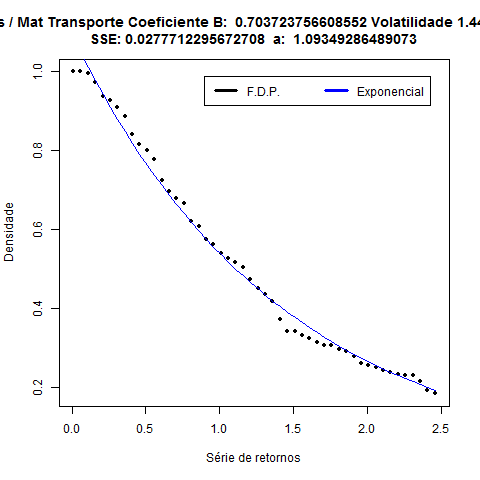 / Mat Transporte Coeficiente B: 0.703723756608552 Volatilidade
SSE: 0.0277712295672708 a: 1.09349286489073
F.D.P. Exponencial
Densidade
1.0
0.8
0.6
0.4
0.2
0.0 0.5 1.0 1.5 2.0 2.5
Série de retornos